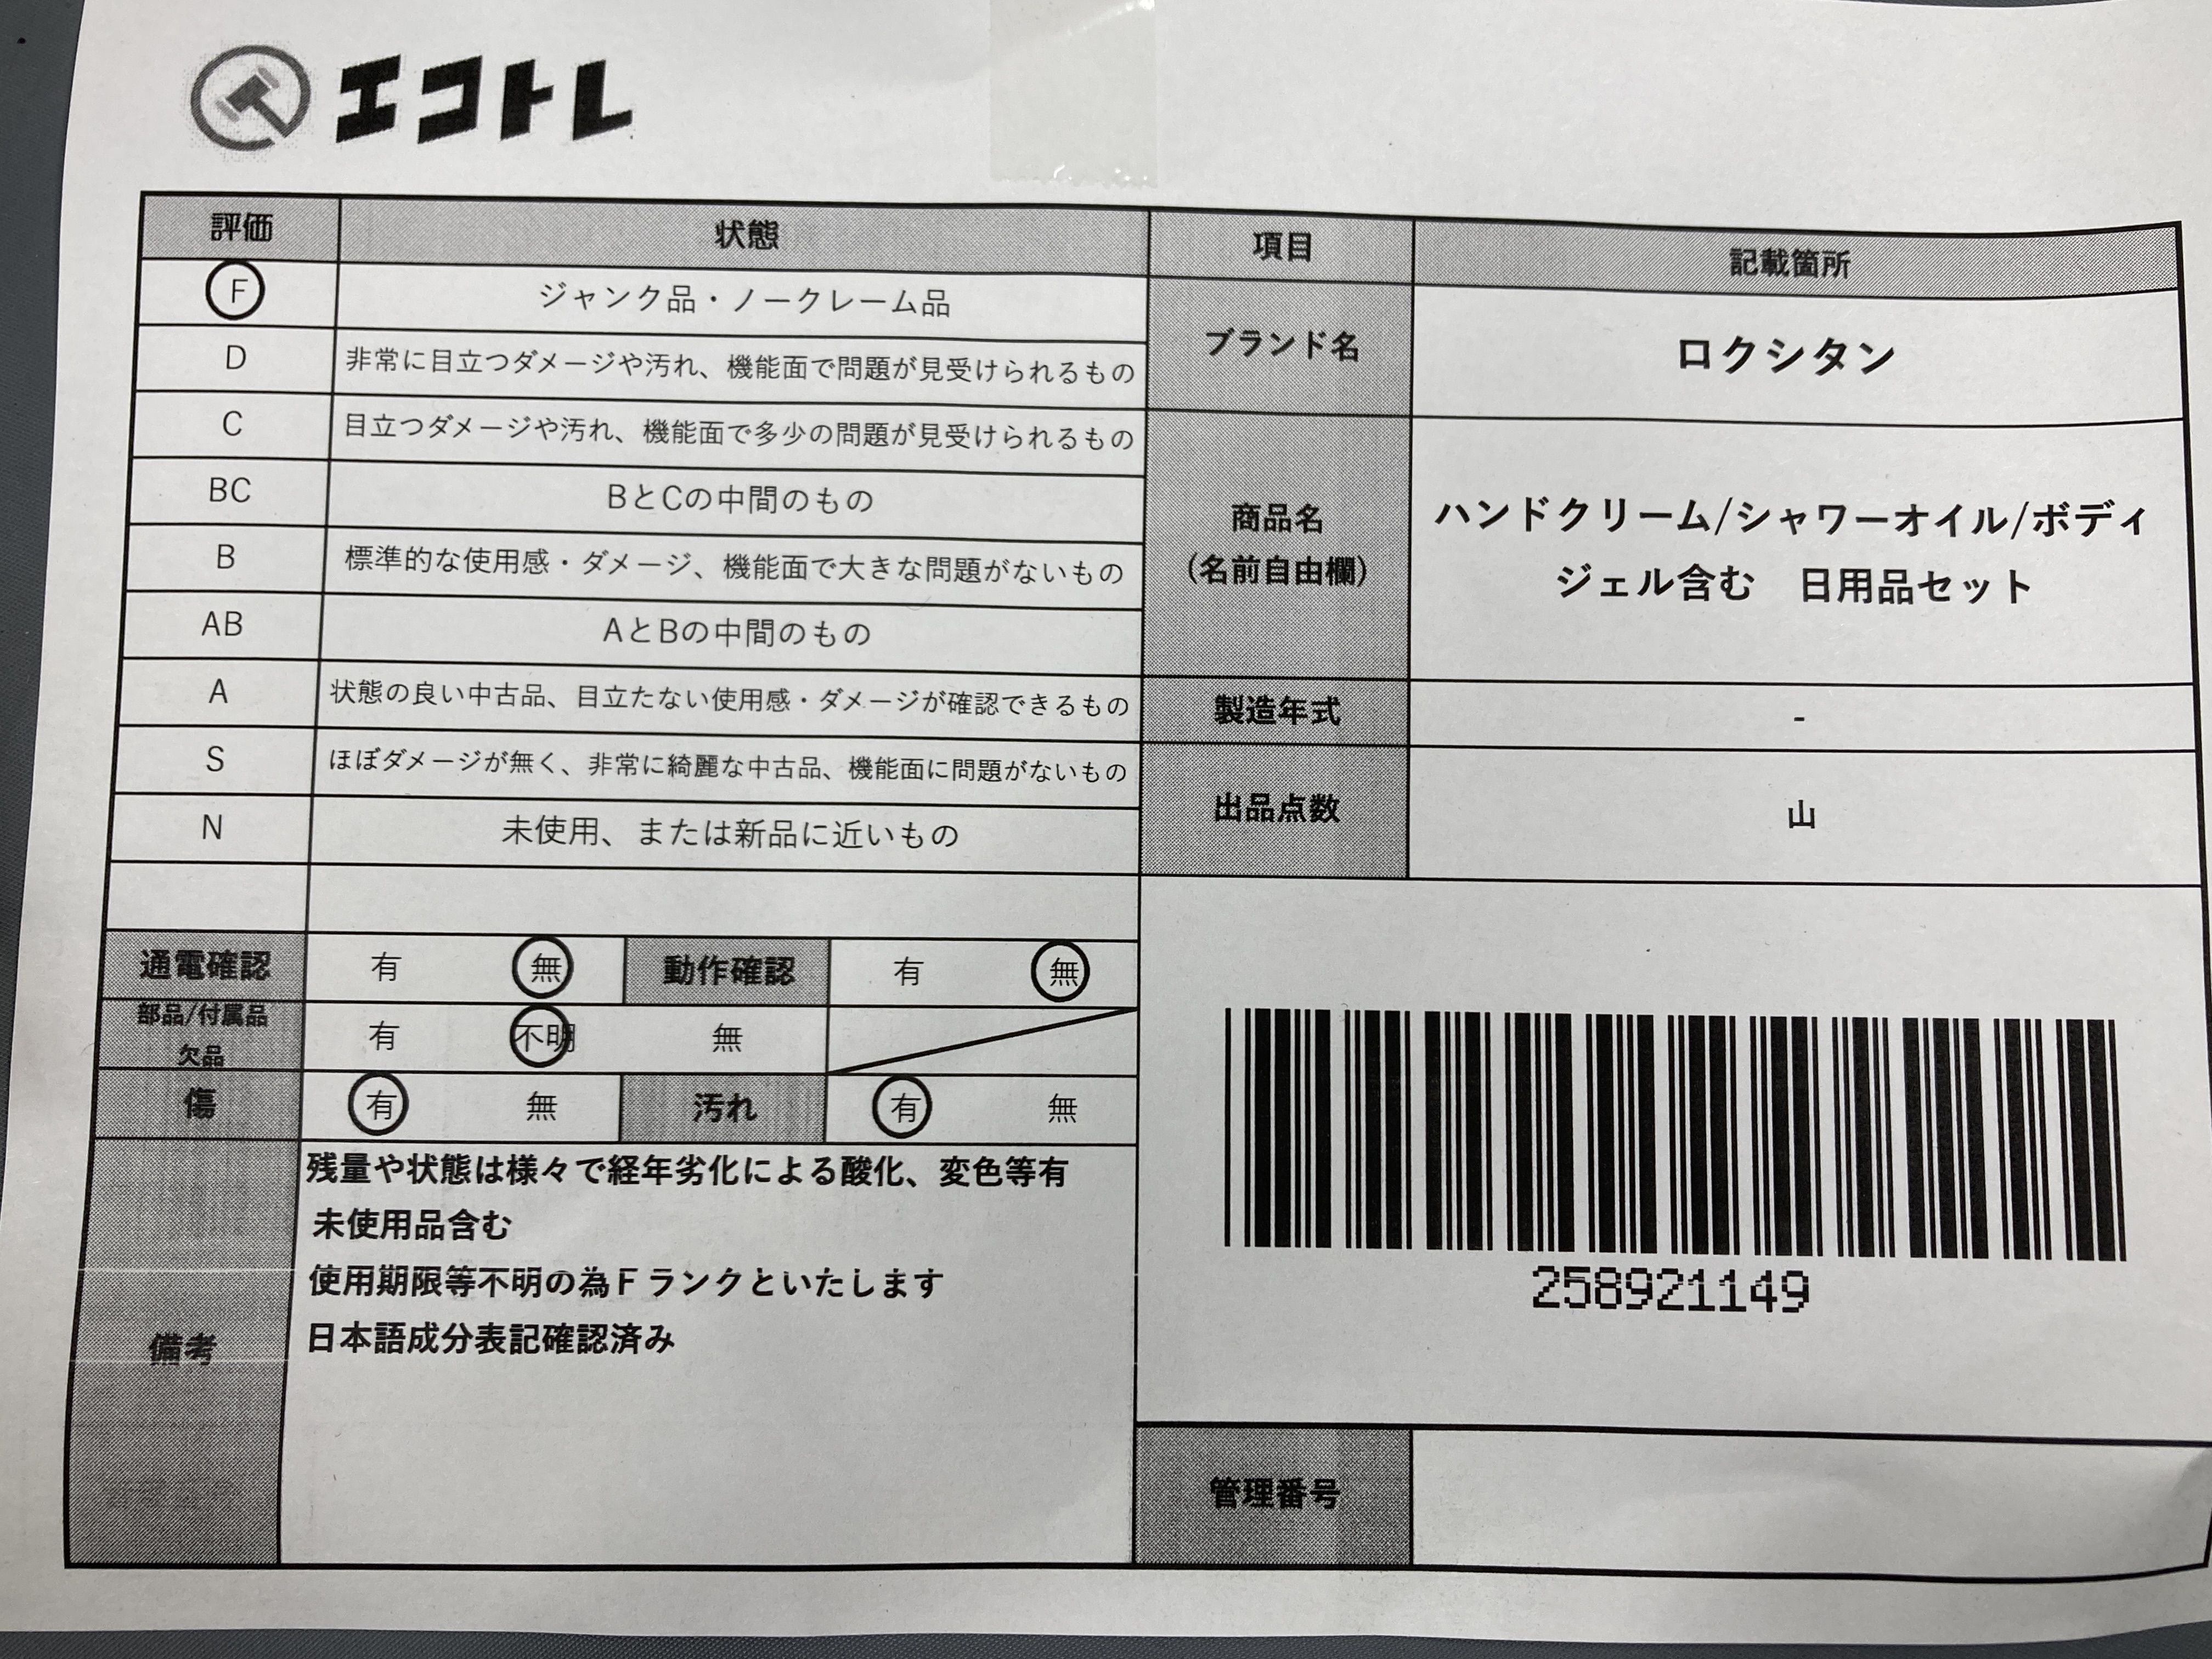 エコトレ
評価 状態
F ジャンク品・ノークレーム品
D 非常に目立つダメージや汚れ、機能面で問題が見受けられるもの
C 目立つダメージや汚れ、機能面で多少の問題が見受けられるもの
BC BとCの中間のもの
B 標準的な使用感・ダメージ、機能面で大きな問題がないもの
AB AとBの中間のもの
A 状態の良い中古品、目立たない使用感・ダメージが確認できるもの
S ほぼダメージが無く、非常に綺麗な中古品、機能面に問題がないもの
N 未使用、または新品に近いもの
通電確認 有 無 動作確認 有 無
部品/付属品
欠品
有 不明 無
傷 有 無 汚れ 有 無
備考
残量や状態は様々で経年劣化による酸化、変色等有
未使用品含む
使用期限等不明の為Fランクといたします
日本語成分表記確認済み
項目 記載箇所
ブランド名 ロクシタン
商品名
(名前自由欄)
ハンドクリーム/シャワーオイル/ボディ
ジェル含む 日用品セット
製造年式 -
出品点数 山
258921149
管理番号